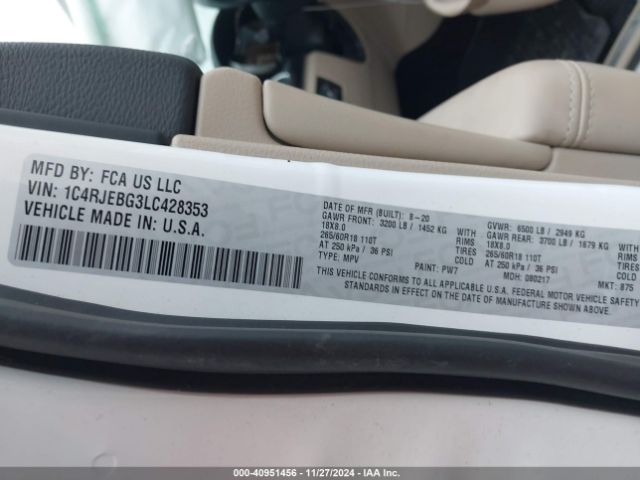 MFD BY: FCA US LLC
VIN: 1C4RJEBG3LC428353
VEHICLE MADE IN: U.S.A.
DATE OF MFR (BUILT): 8-20
GAWR FRONT: 3200 LB / 1452 KG WITH
18X8.0 RIMS
265/60R18 110T TIRES
AT 250 kPa / 36 PSI COLD
TYPE: MPV PAINT: PW7
GVWR: 6500 LB / 2949 KG
GAWR REAR: 3700 LB / 1679 KG WITH
18X8.0 RIMS
265/60R18 110T TIRES
AT 250 kPa / 36 PSI COLD
MDH: 080217 MKT: 875
THIS VEHICLE CONFORMS TO ALL APPLICABLE U.S.A. FEDERAL MOTOR VEHICLE SAFETY
STANDARDS IN EFFECT ON THE DATE OF MANUFACTURE SHOWN ABOVE.
000-40951456 - 11/27/2024 - IAA Inc.